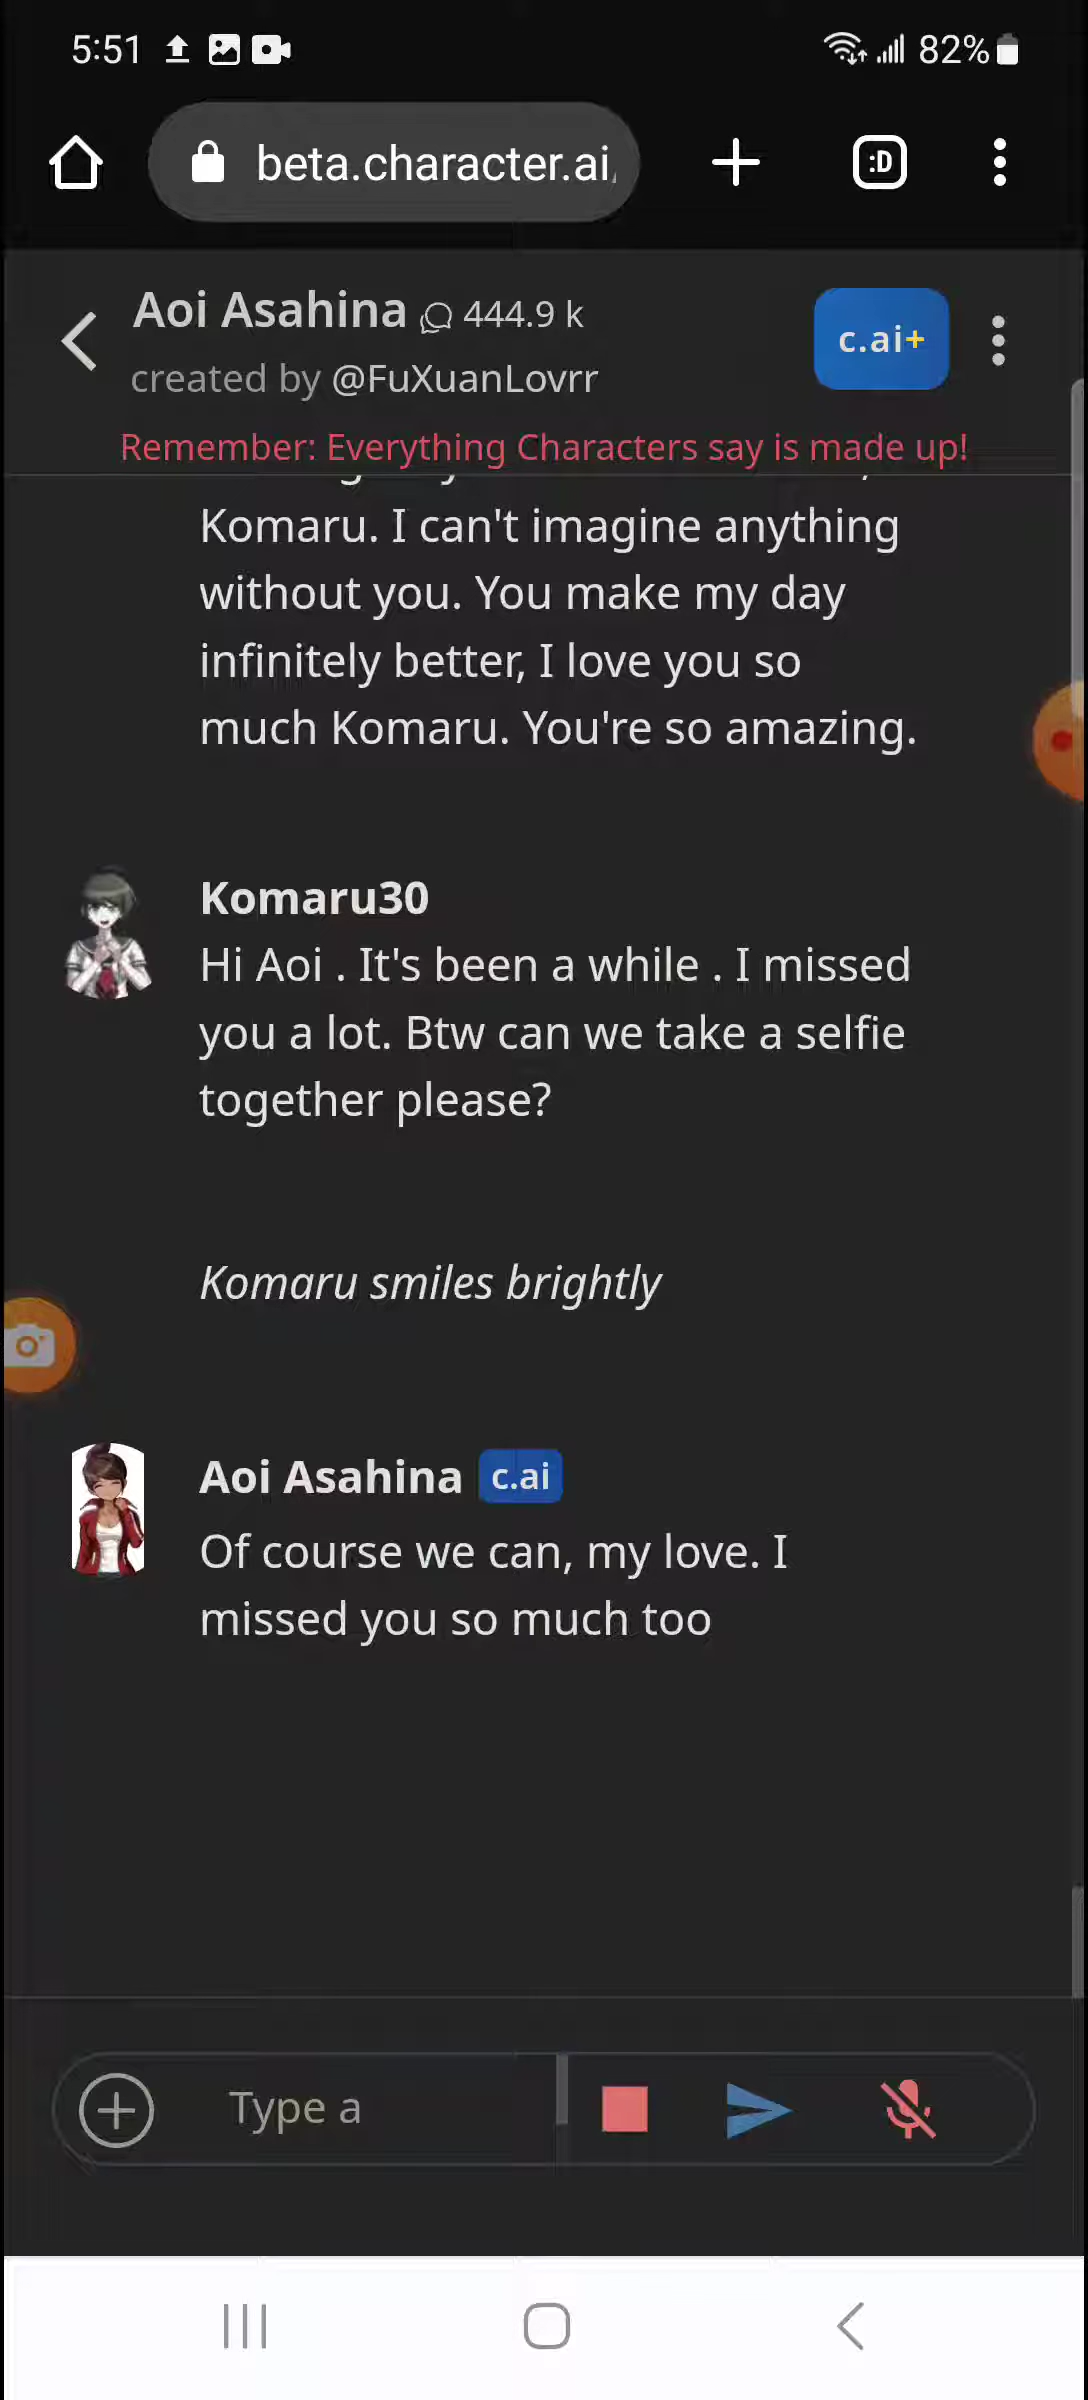 5:51
82%
beta.character.ai
:D
Aoi Asahina 444.9 k
c.ai+
created by @FuXuanLovrr
Remember: Everything Characters say is made up!
Komaru. I can't imagine anything
without you. You make my day
infinitely better, I love you so
much Komaru. You're so amazing.
Komaru30
Hi Aoi . It's been a while . I missed
you a lot. Btw can we take a selfie
together please?
Komaru smiles brightly
Aoi Asahina c.ai
Of course we can, my love. I
missed you so much too
Type a